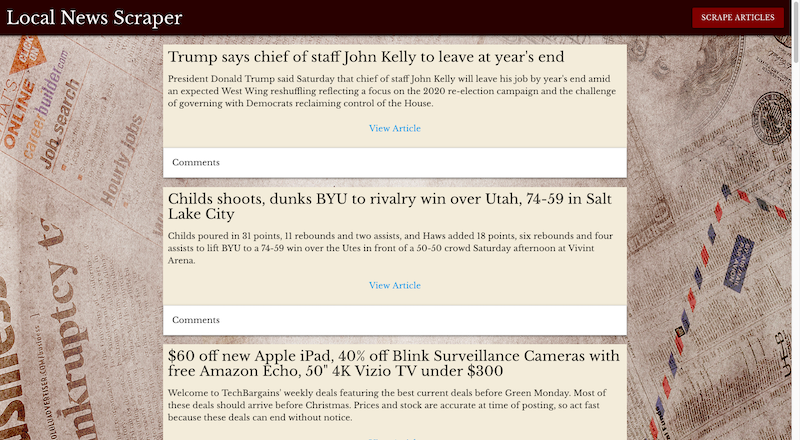 Local News Scraper
SCRAPE ARTICLES
Trump says chief of staff John Kelly to leave at year's end
President Donald Trump said Saturday that chief of staff John Kelly will leave his job by year's end amid
an expected West Wing reshuffling reflecting a focus on the 2020 re-election campaign and the challenge
of governing with Democrats reclaiming control of the House.
View Article
Comments
Childs shoots, dunks BYU to rivalry win over Utah, 74-59 in Salt
Lake City
Childs poured in 31 points, 11 rebounds and two assists, and Haws added 18 points, six rebounds and four
assists to lift BYU to a 74-59 win over the Utes in front of a 50-50 crowd Saturday afternoon at Vivint
Arena.
View Article
Comments
$60 off new Apple iPad, 40% off Blink Surveillance Cameras with
free Amazon Echo, 50" 4K Vizio TV under $300
Welcome to TechBargains' weekly deals featuring the best current deals before Green Monday. Most of
these deals should arrive before Christmas. Prices and stock are accurate at time of posting, so act fast
because these deals can end without notice.
ONLINE
careerbuilder.com
Job search
Hourly jobs